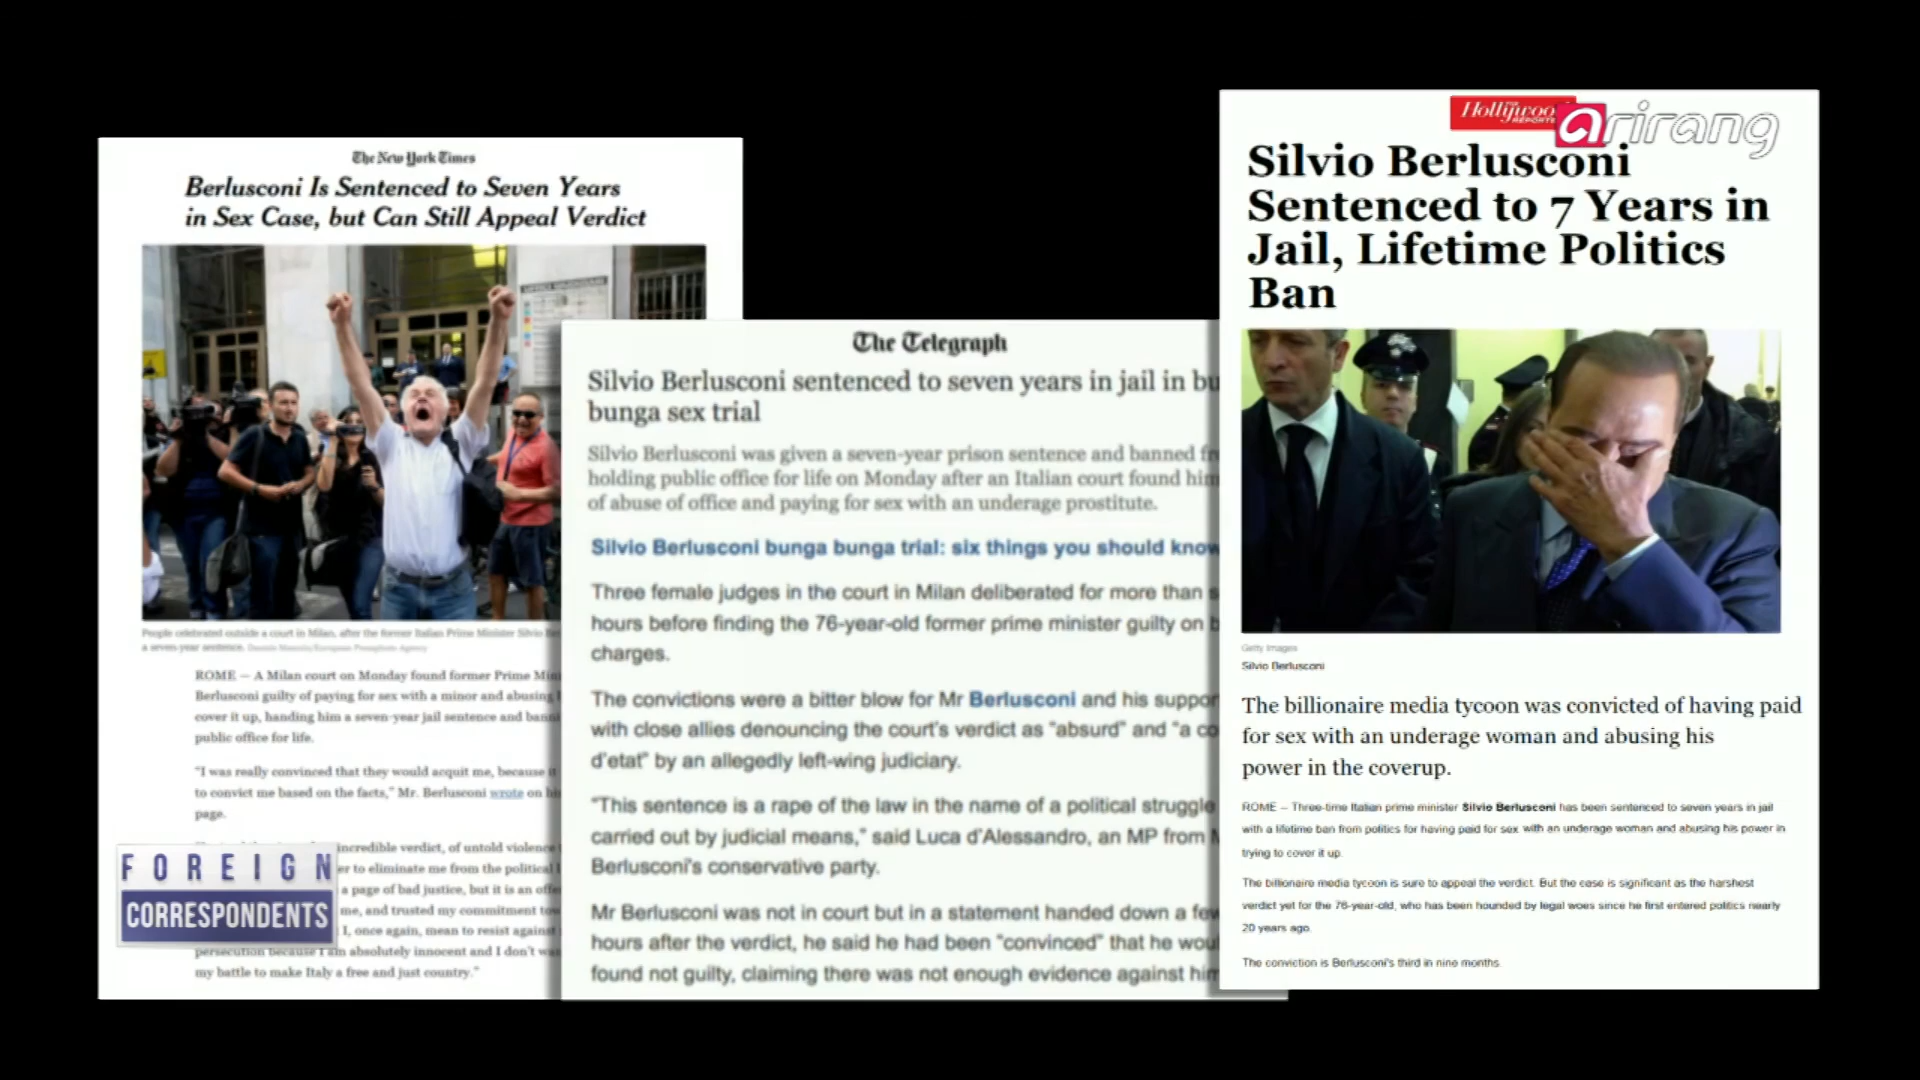 The New York Times
Berlusconi Is Sentenced to Seven Years
in Sex Case, but Can Still Appeal Verdict
People celebrated outside a court in Milan, after the former Italian Prime Minister Silvio
a seven-year sentence.
ROME — A Milan court on Monday found former Prime
Berlusconi guilty of paying for sex with a minor and abusing
cover it up, handing him a seven-year jail sentence and
public office for life.
"I was really convinced that they would acquit me, because
to convict me based on the facts," Mr. Berlusconi wrote on
page.
incredible verdict, of untold violence
to eliminate me from the political
a page of bad justice, but it is an
me, and trusted my commitment
I, once again, mean to resist against
persecution because I am absolutely innocent and I don't
my battle to make Italy a free and just country."
FOREIGN
CORRESPONDENTS
The Telegraph
Silvio Berlusconi sentenced to seven years in jail in
bunga sex trial
Silvio Berlusconi was given a seven-year prison sentence and banned
holding public office for life on Monday after an Italian court found him
of abuse of office and paying for sex with an underage prostitute.
Silvio Berlusconi bunga bunga trial: six things you should know
Three female judges in the court in Milan deliberated for more than
hours before finding the 76-year-old former prime minister guilty on
charges.
The convictions were a bitter blow for Mr Berlusconi and his
with close allies denouncing the court's verdict as "absurd" and "a
d'etat" by an allegedly left-wing judiciary.
"This sentence is a rape of the law in the name of a political struggle
carried out by judicial means," said Luca d'Alessandro, an MP from
Berlusconi's conservative party.
Mr Berlusconi was not in court but in a statement handed down a few
hours after the verdict, he said he had been "convinced" that he
found not guilty, claiming there was not enough evidence against him
arirang
Silvio Berlusconi
Sentenced to 7 Years in
Jail, Lifetime Politics
Ban
Getty Images
Silvio Berlusconi
The billionaire media tycoon was convicted of having paid
for sex with an underage woman and abusing his
power in the coverup.
ROME – Three-time Italian prime minister Silvio Berlusconi has been sentenced to seven years in jail
with a lifetime ban from politics for having paid for sex with an underage woman and abusing his power in
trying to cover it up.
The billionaire media tycoon is sure to appeal the verdict. But the case is significant as the harshest
verdict yet for the 76-year-old, who has been hounded by legal woes since he first entered politics nearly
20 years ago.
The conviction is Berlusconi's third in nine months.